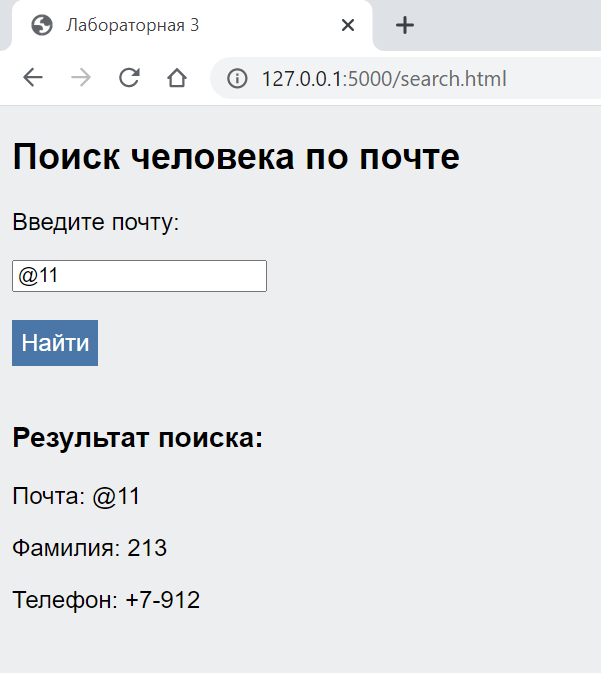 Лабораторная 3
127.0.0.1:5000/search.html
Поиск человека по почте
Введите почту:
@11
Найти
Результат поиска:
Почта: @11
Фамилия: 213
Телефон: +7-912